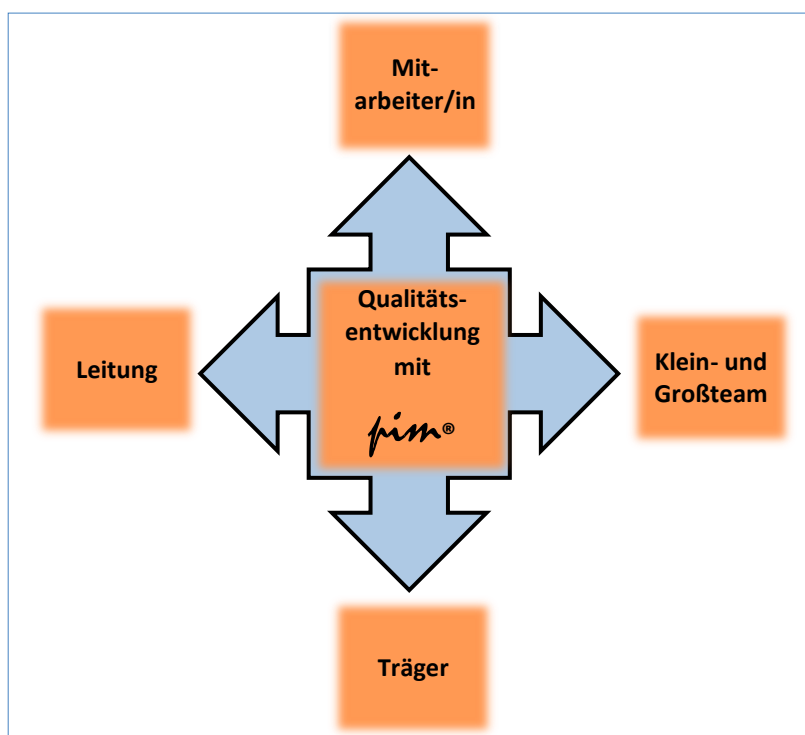 Mit-
arbeiter/in
Qualitäts-
entwicklung
mit
pim®
Leitung
Klein- und
Großteam
Träger